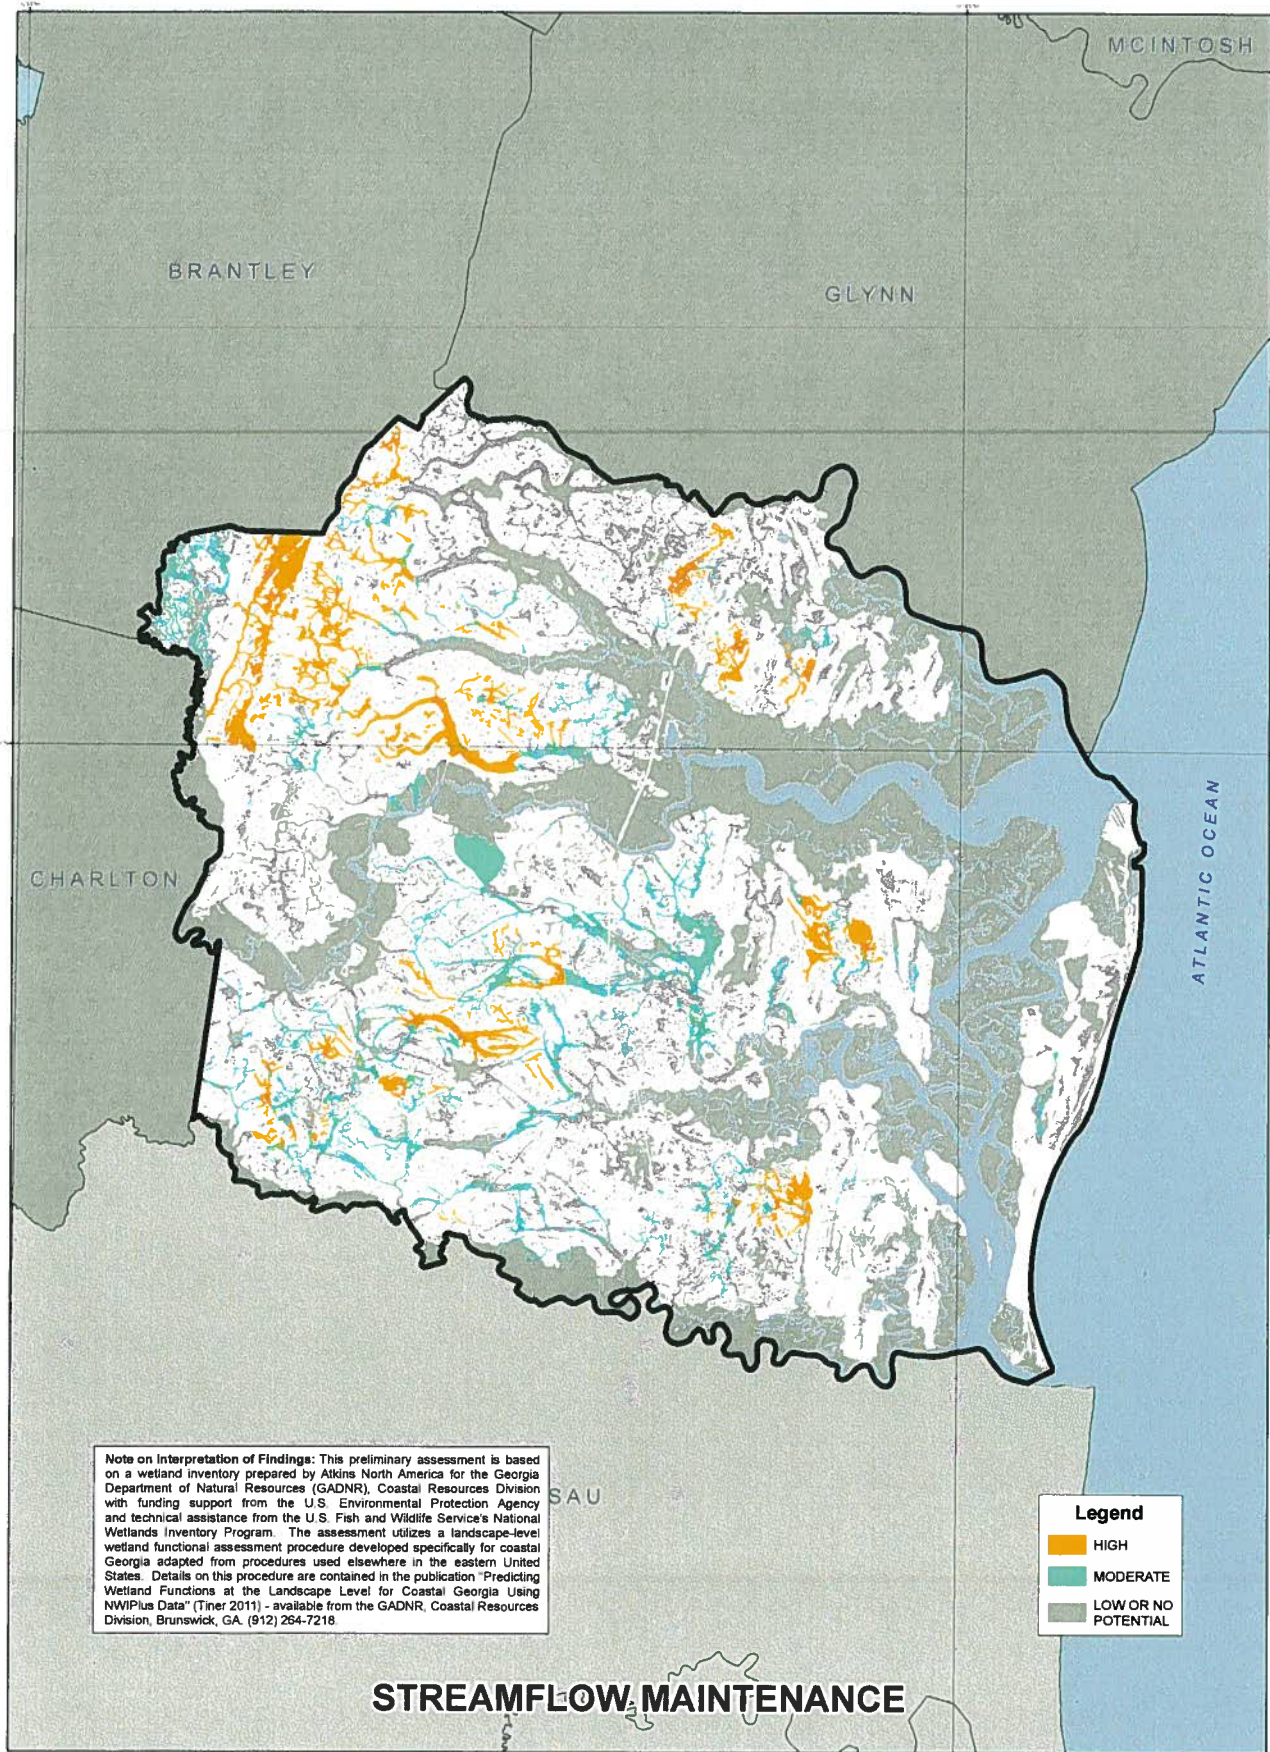 MCINTOSH
BRANTLEY
GLYNN
CHARLTON
ATLANTIC OCEAN
Note on Interpretation of Findings: This preliminary assessment is based
on a wetland inventory prepared by Atkins North America for the Georgia
Department of Natural Resources (GADNR), Coastal Resources Division
with funding support from the U.S. Environmental Protection Agency
and technical assistance from the U.S. Fish and Wildlife Service's National
Wetlands Inventory Program. The assessment utilizes a landscape-level
wetland functional assessment procedure developed specifically for coastal
Georgia adapted from procedures used elsewhere in the eastern United
States. Details on this procedure are contained in the publication "Predicting
Wetland Functions at the Landscape Level for Coastal Georgia Using
NWIPlus Data" (Tiner 2011) - available from the GADNR, Coastal Resources
Division, Brunswick, GA. (912) 264-7218.
SAU
Legend
HIGH
MODERATE
LOW OR NO
POTENTIAL
STREAMFLOW MAINTENANCE